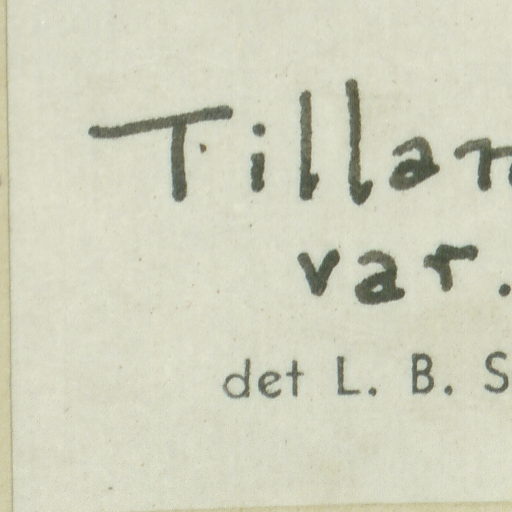 Tillan
var.
det L. B. S